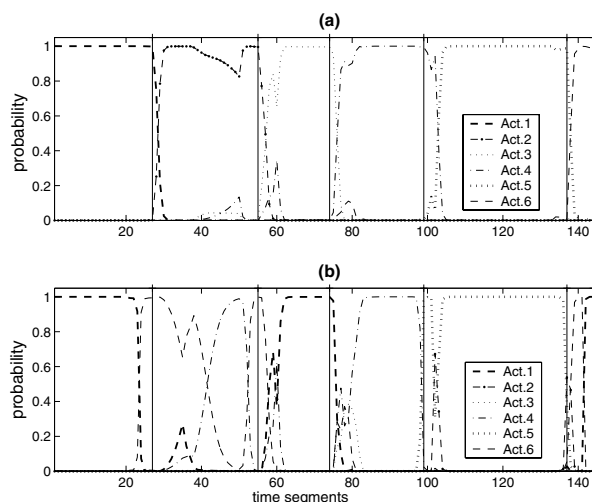 (a)
1
0.8
0.6
0.4
0.2
0
probability
Act.1
Act.2
Act.3
Act.4
Act.5
Act.6
20 40 60 80 100 120 140
(b)
1
0.8
0.6
0.4
0.2
0
probability
Act.1
Act.2
Act.3
Act.4
Act.5
Act.6
20 40 60 80 100 120 140
time segments